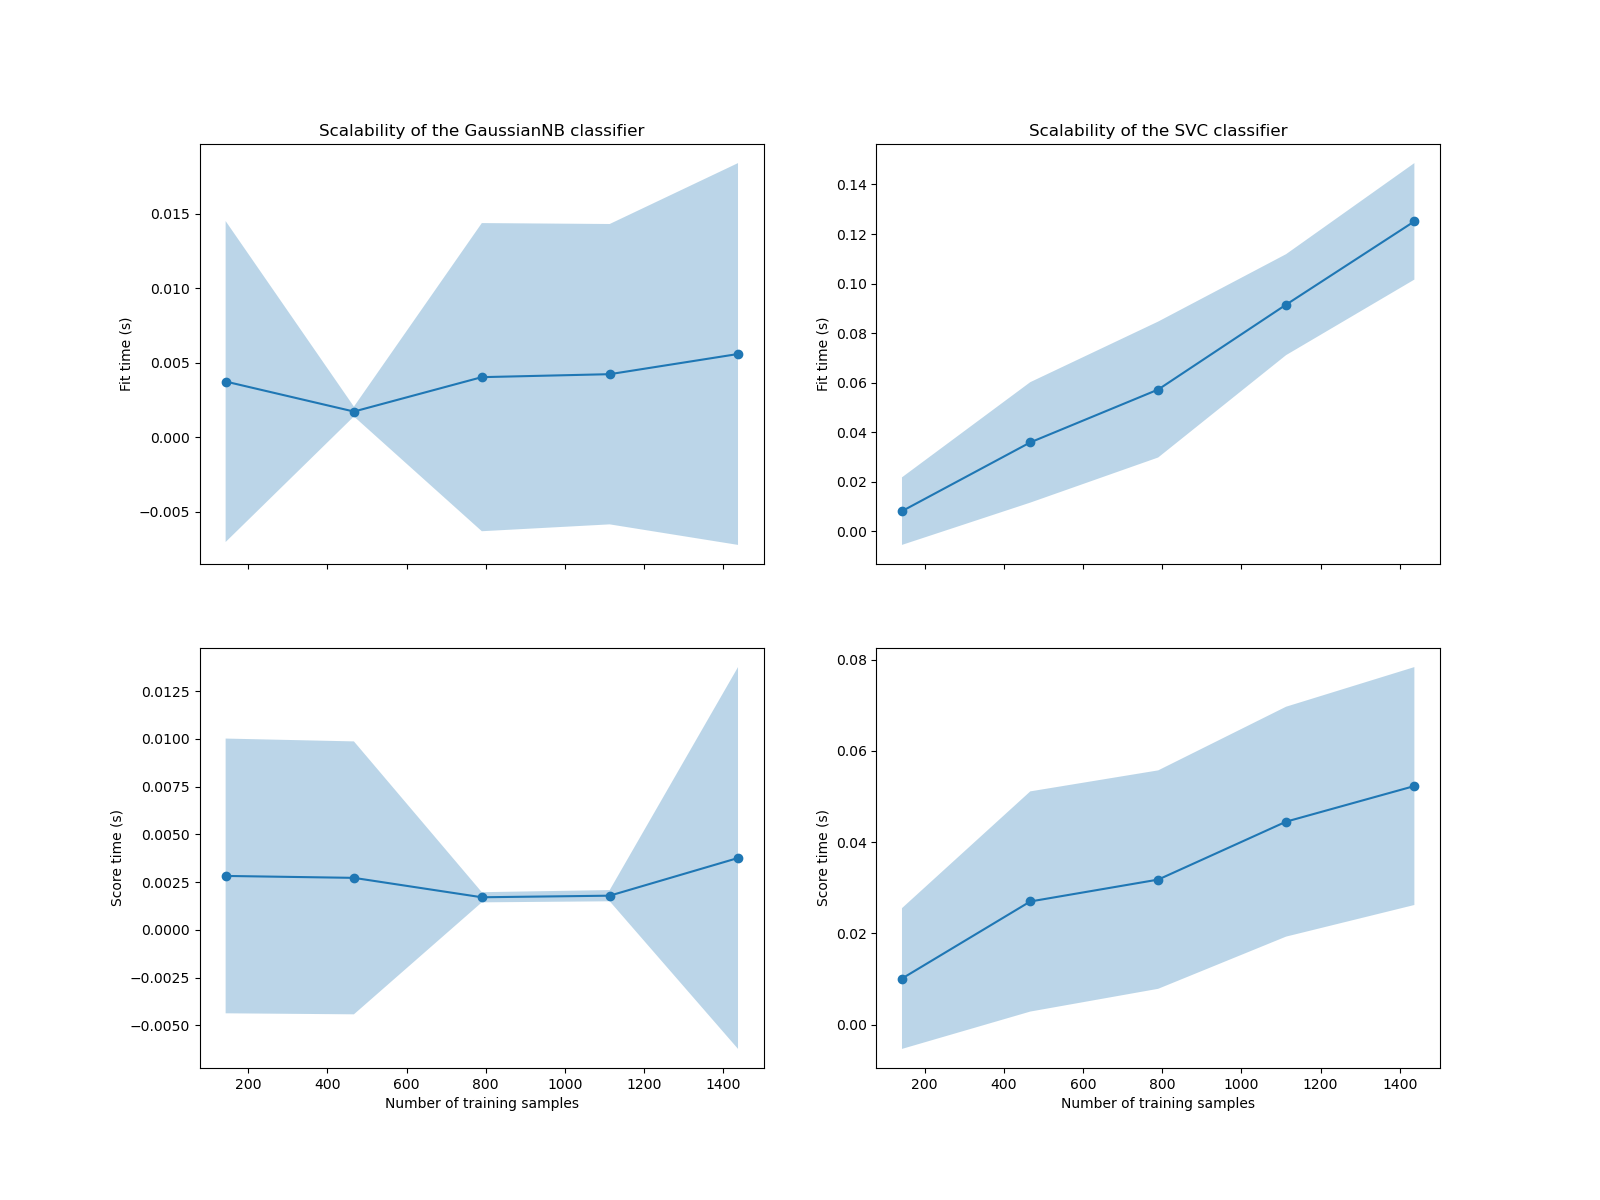 Scalability of the GaussianNB classifier
Fit time (s)
0.015
0.010
0.005
0.000
−0.005
Scalability of the SVC classifier
Fit time (s)
0.14
0.12
0.10
0.08
0.06
0.04
0.02
0.00
Score time (s)
0.0125
0.0100
0.0075
0.0050
0.0025
0.0000
−0.0025
−0.0050
200 400 600 800 1000 1200 1400
Number of training samples
Score time (s)
0.08
0.06
0.04
0.02
0.00
200 400 600 800 1000 1200 1400
Number of training samples